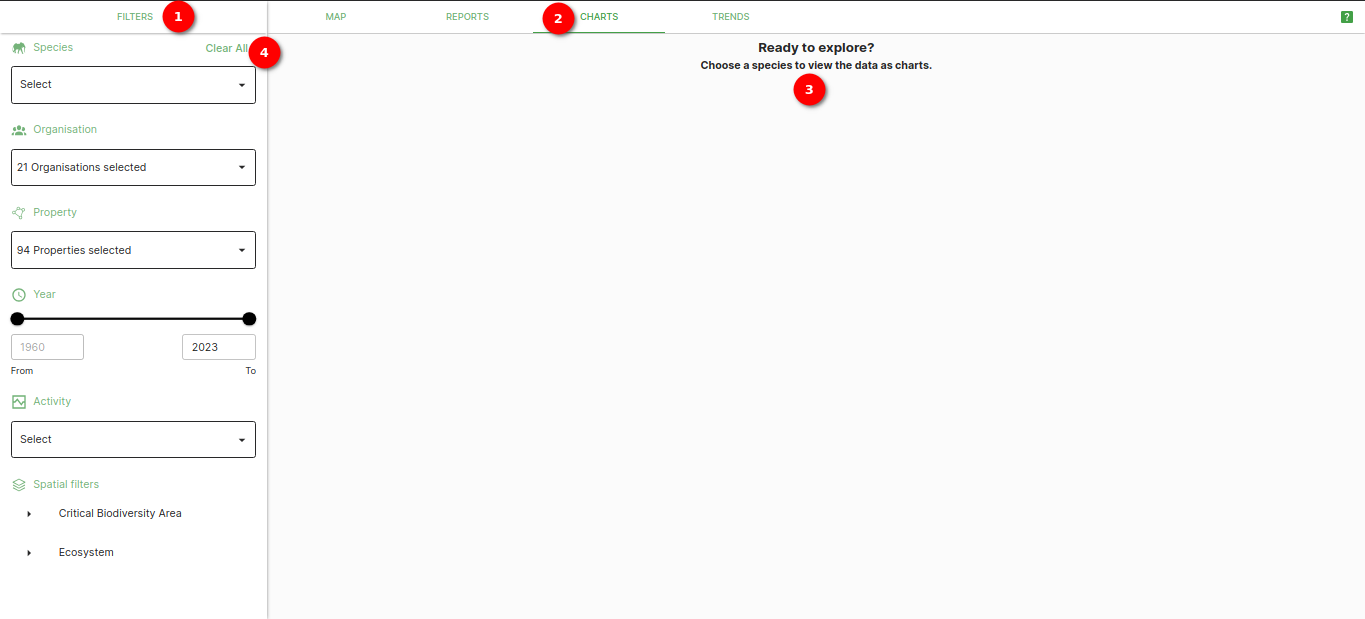 FILTERS
1
MAP
REPORTS
2
CHARTS
TRENDS
?
Species
Clear All
4
Select
Organisation
21 Organisations selected
Property
94 Properties selected
Year
1960
2023
From
To
Activity
Select
Spatial filters
Critical Biodiversity Area
Ecosystem
Ready to explore?
Choose a species to view the data as charts.
3